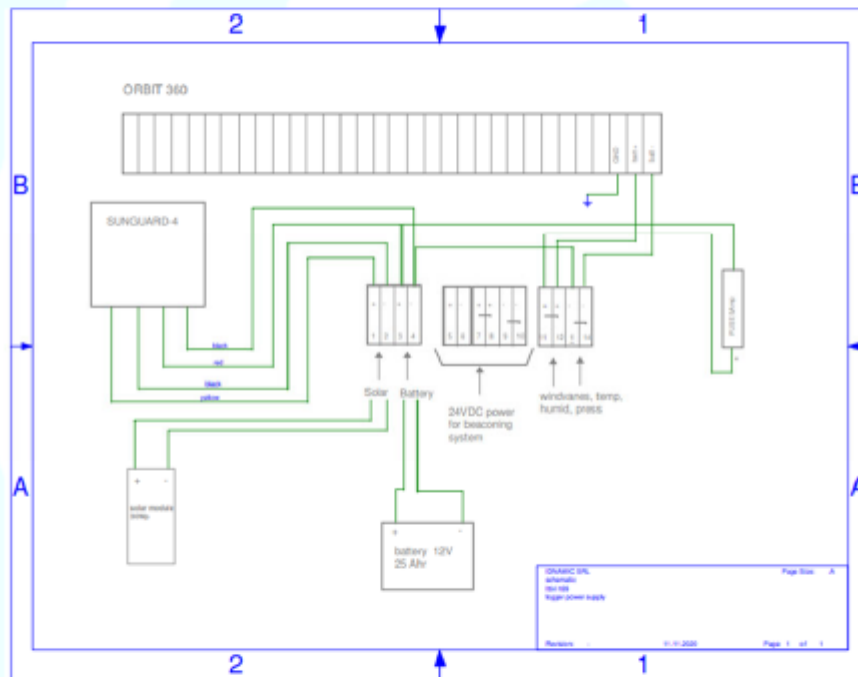 2 1
ORBIT 360
GND
B B
SUNGUARD-4
+ - + -
+ - + + - -
+ + - -
1 2 3 4
5 6 7 8 9 10
11 12 14
black
red
black
yellow
Solar Battery
24VDC power
for beaconing
system
windvanes, temp,
humid, press
+
A A
+ -
solar module
+ -
battery 12V
25 Ahr
schematic
logger power supply
Page Size: A
Revision: -
11-11-2020
Page 1 of 1
2 1